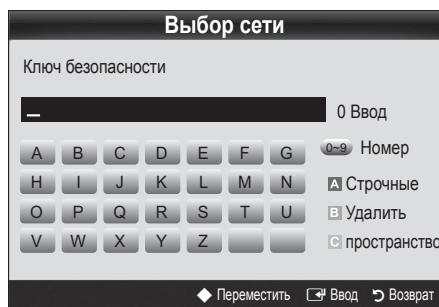 Выбор сети
Ключ безопасности
0 Ввод
A B C D E F G 0~9 Номер
H I J K L M N A Строчные
O P Q R S T U B Удалить
V W X Y Z C пространство
Переместить Ввод Возврат